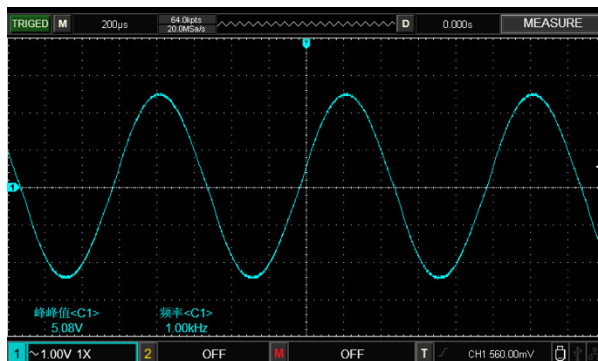 TRIGED M 200µs 64.0kpts D 0.000s MEASURE
20.0MSa/s
T
1
峰峰值<C1> 频率<C1>
5.08V 1.00kHz
1 ~1.00V 1X 2 OFF M OFF T CH1 560.00mV